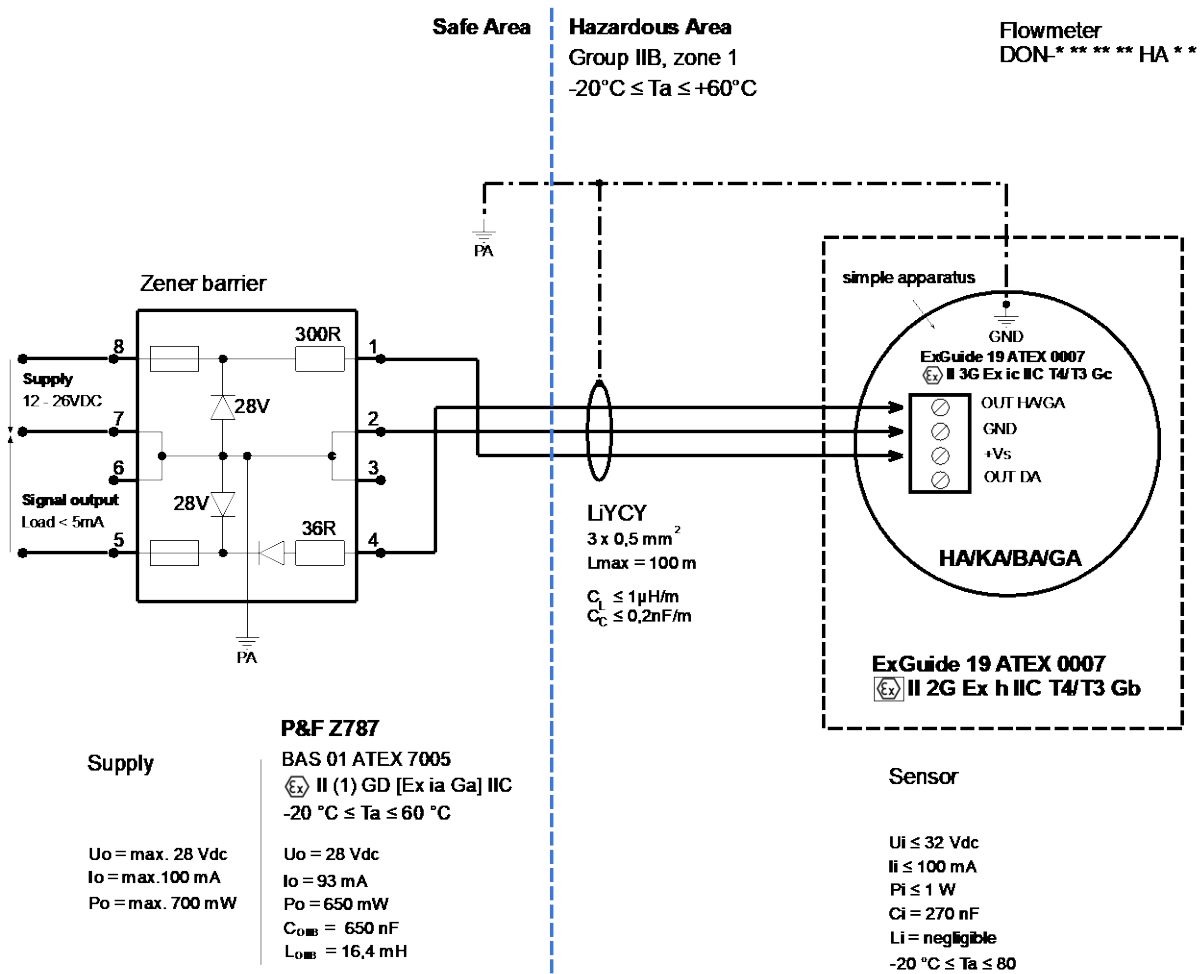 Safe Area
Hazardous Area
Group IIB, zone 1
-20°C ≤ Ta ≤ +60°C
Flowmeter
DON-* ** ** ** HA * *
PA
Zener barrier
simple apparatus
GND
ExGuide 19 ATEX 0007
Ex II 3G Ex ic IIC T4/T3 Gc
OUT HA/GA
GND
+Vs
OUT DA
HA/KA/BA/GA
8
300R
1
Supply
12 - 26VDC
28V
7
2
6
3
Signal output
Load < 5mA
28V
36R
5
4
PA
LiYCY
3 x 0,5 mm²
Lmax = 100 m
CL ≤ 1µH/m
CC ≤ 0,2nF/m
ExGuide 19 ATEX 0007
Ex II 2G Ex h IIC T4/T3 Gb
Supply
Uo = max. 28 Vdc
Io = max.100 mA
Po = max. 700 mW
P&F Z787
BAS 01 ATEX 7005
Ex II (1) GD [Ex ia Ga] IIC
-20 °C ≤ Ta ≤ 60 °C
Uo = 28 Vdc
Io = 93 mA
Po = 650 mW
COIIB = 650 nF
LOIIB = 16,4 mH
Sensor
Ui ≤ 32 Vdc
Ii ≤ 100 mA
Pi ≤ 1 W
Ci = 270 nF
Li = negligible
-20 °C ≤ Ta ≤ 80